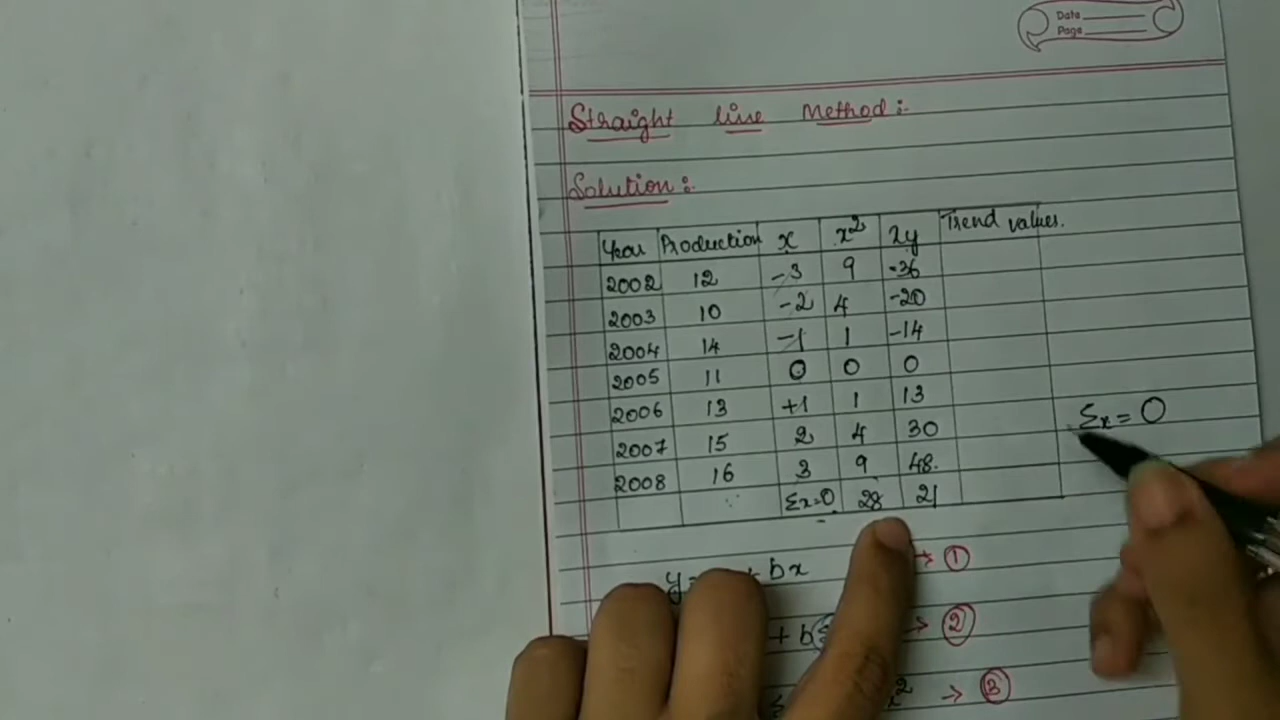 Date
Page
Straight line Method:
Solution:
Year Production x x² xy Trend values.
2002 12 -3 9 -36
2003 10 -2 4 -20
2004 14 -1 1 -14
2005 11 0 0 0
2006 13 +1 1 13
2007 15 2 4 30
2008 16 3 9 48.
Σx=0 28 21
Σx = 0
y= + bx → ①
+ b → ②
x² → ③